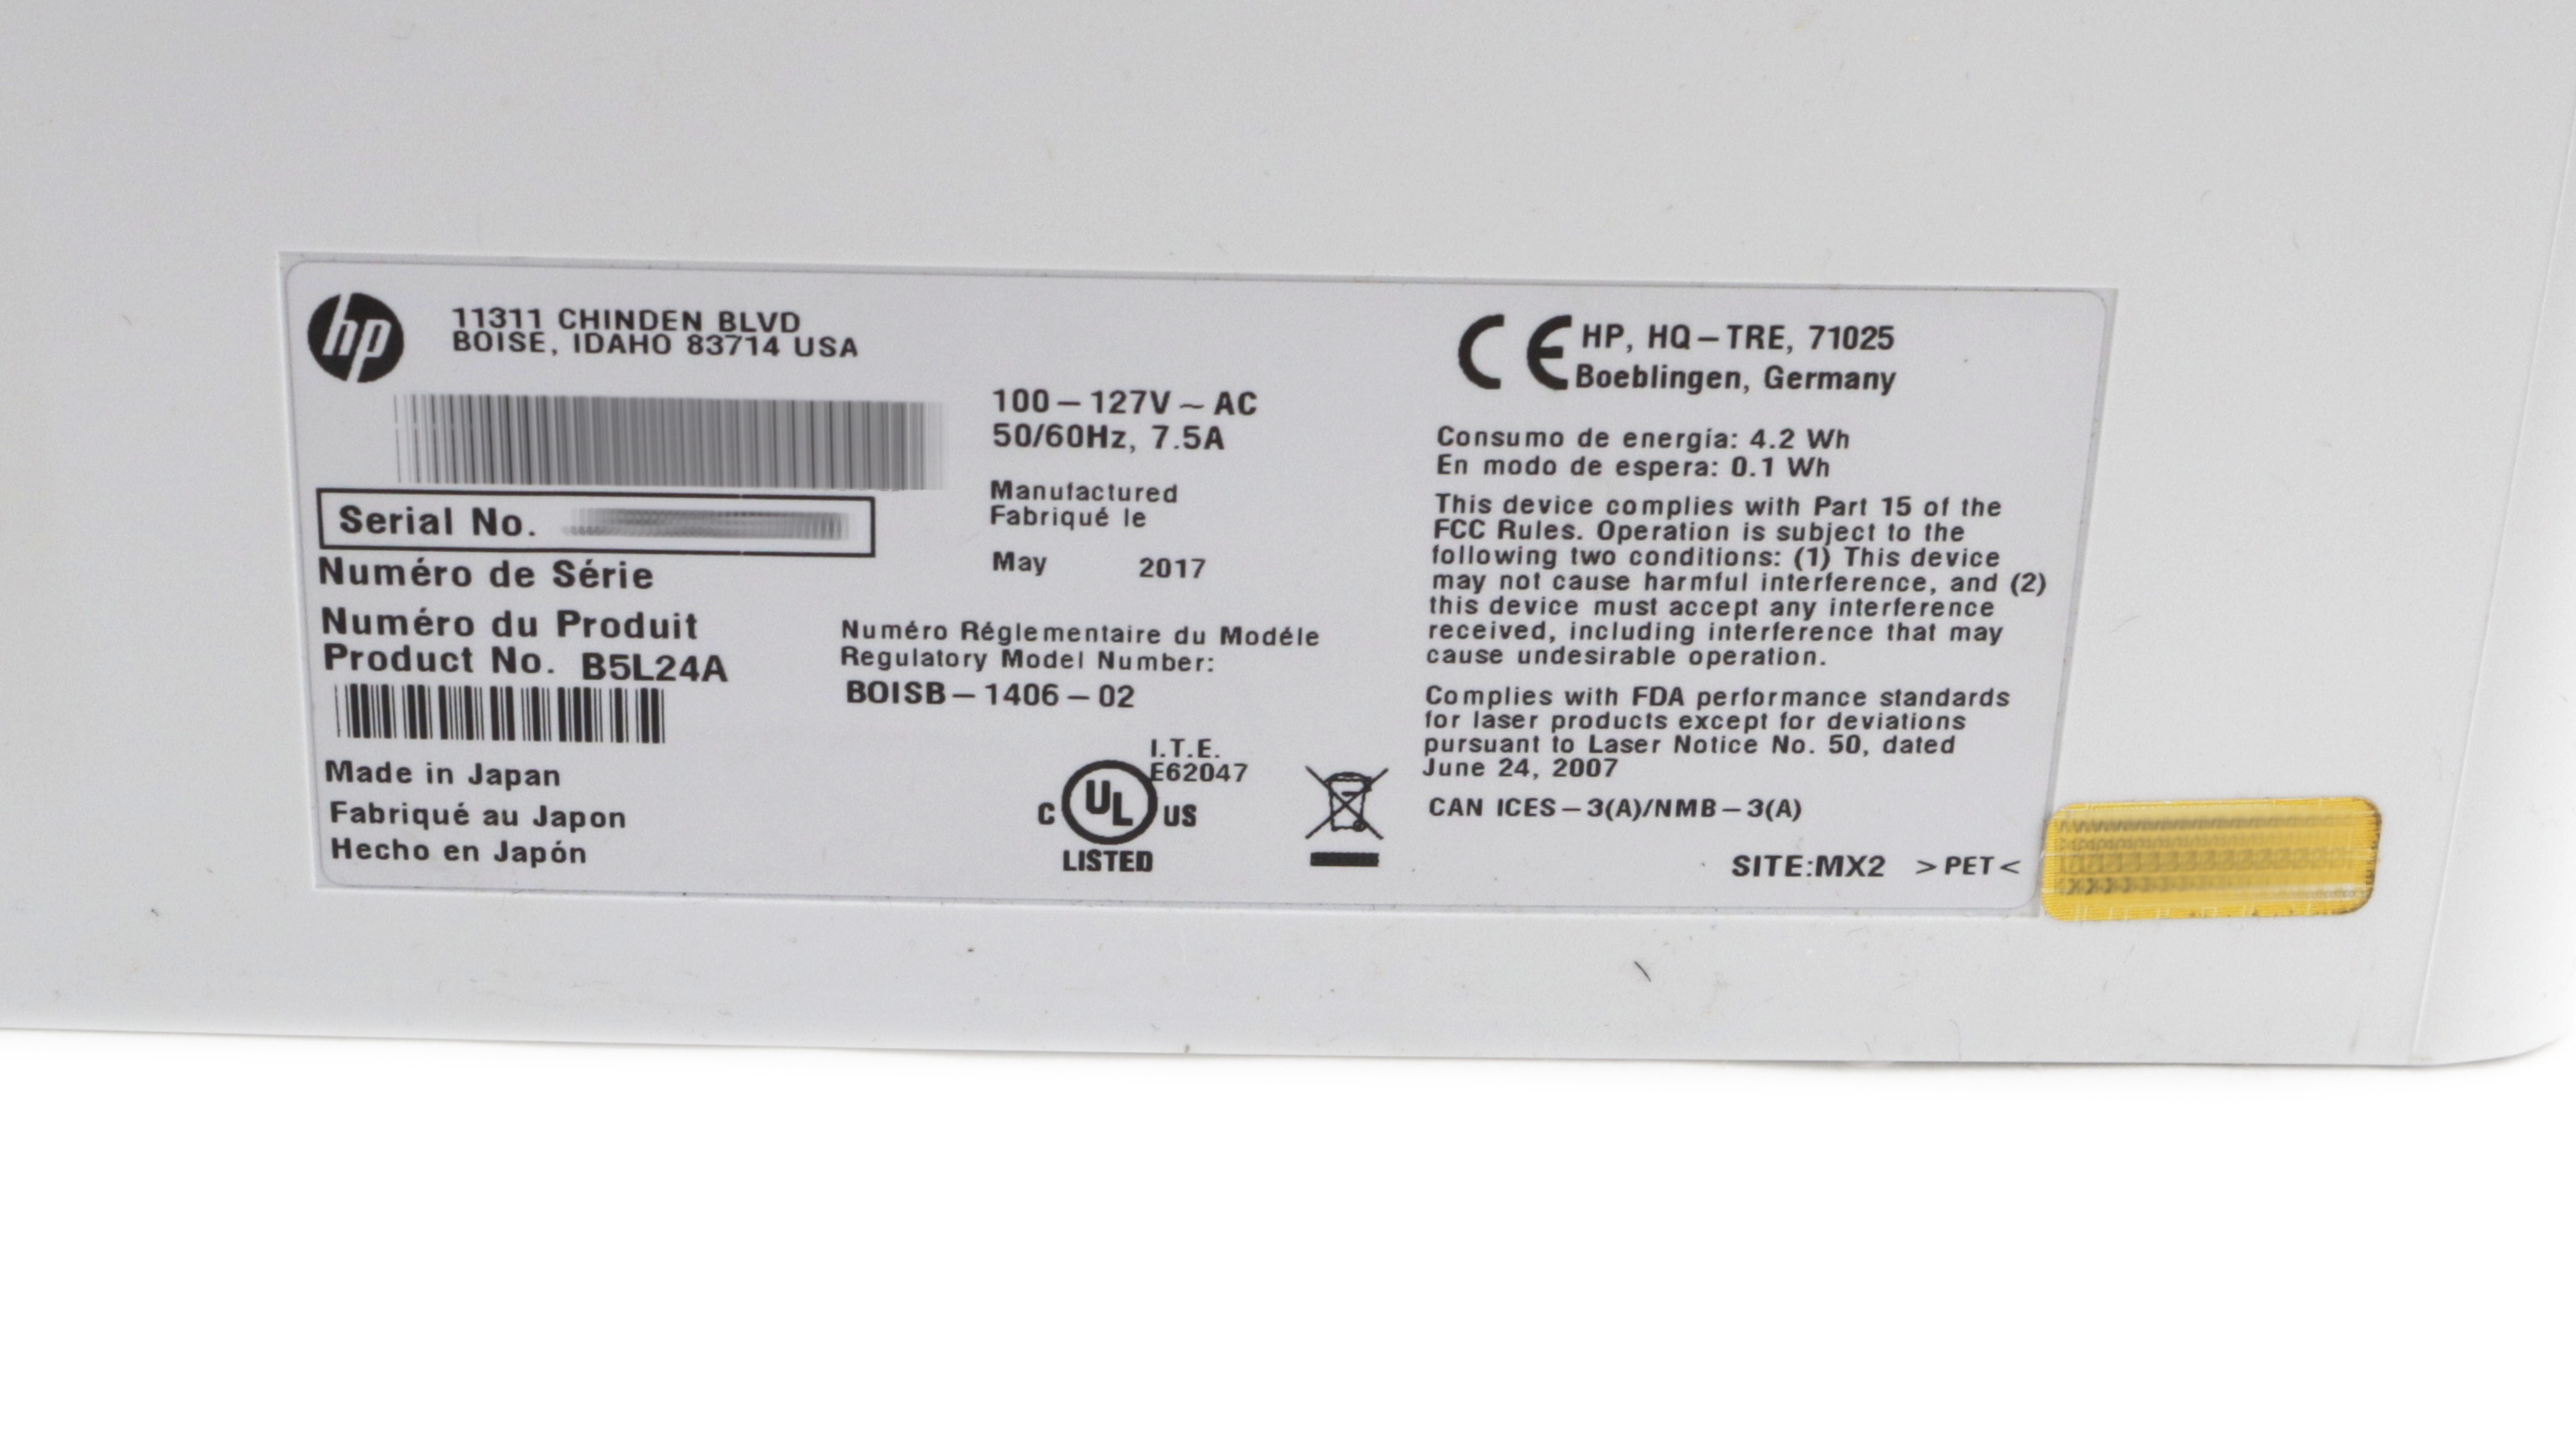 hp
11311 CHINDEN BLVD
BOISE, IDAHO 83714 USA
Serial No.
Numéro de Série
Numéro du Produit
Product No. B5L24A
Made in Japan
Fabriqué au Japon
Hecho en Japón
100–127V~AC
50/60Hz, 7.5A
Manufactured
Fabriqué le
May 2017
Numéro Réglementaire du Modéle
Regulatory Model Number:
BOISB–1406–02
I.T.E.
E62047
C UL US
LISTED
CE HP, HQ–TRE, 71025
Boeblingen, Germany
Consumo de energía: 4.2 Wh
En modo de espera: 0.1 Wh
This device complies with Part 15 of the
FCC Rules. Operation is subject to the
following two conditions: (1) This device
may not cause harmful interference, and (2)
this device must accept any interference
received, including interference that may
cause undesirable operation.
Complies with FDA performance standards
for laser products except for deviations
pursuant to Laser Notice No. 50, dated
June 24, 2007
CAN ICES–3(A)/NMB–3(A)
SITE:MX2 >PET<